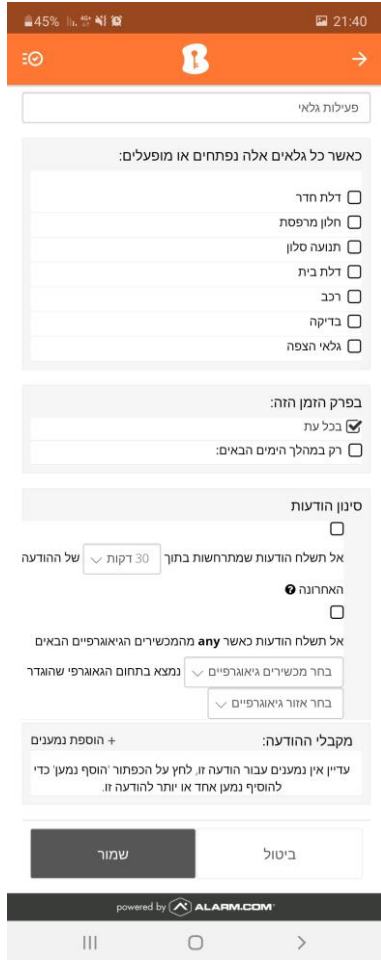 45% 21:40
פעילות גלאי
כאשר כל גלאים אלה נפתחים או מופעלים:
דלת חדר
חלון מרפסת
תנועה סלון
דלת בית
רכב
בדיקה
גלאי הצפה
בפרק הזמן הזה:
בכל עת
רק במהלך הימים הבאים:
סינון הודעות
אל תשלח הודעות שמתרחשות בתוך 30 דקות של ההודעה
האחרונה ?
אל תשלח הודעות כאשר any מהמכשירים הגיאוגרפיים הבאים
בחר מכשירים גיאוגרפיים נמצא בתחום הגאוגרפי שהוגדר
בחר אזור גיאוגרפיים
מקבלי ההודעה: + הוספת נמענים
עדיין אין נמענים עבור הודעה זו, לחץ על הכפתור 'הוסף נמען' כדי
להוסיף נמען אחד או יותר להודעה זו.
ביטול שמור
powered by ALARM.COM